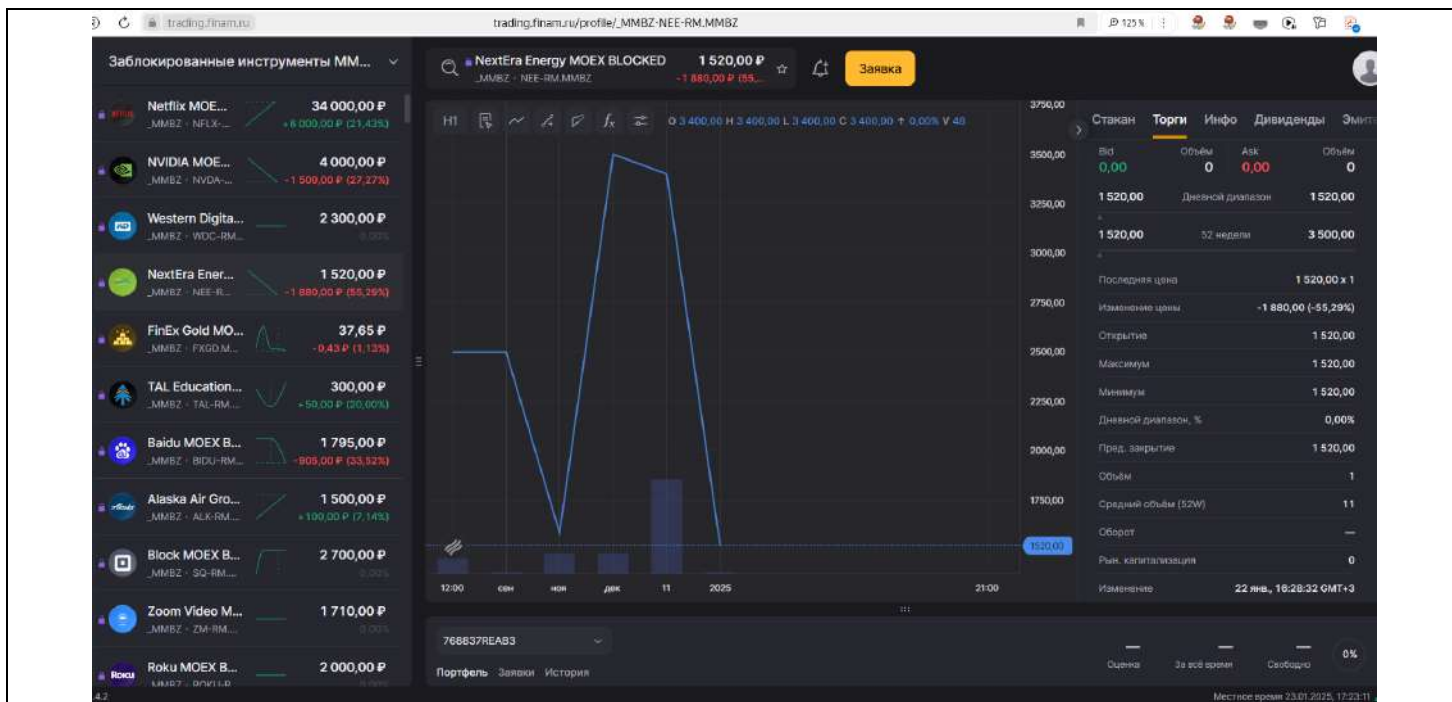 trading.finam.ru
trading.finam.ru/profile/_MMBZ-NEE-RM.MMBZ
125 %
Заблокированные инструменты ММ...
NextEra Energy MOEX BLOCKED
1 520,00 ₽
_MMBZ · NEE-RM.MMBZ
-1 880,00 ₽ (55,...
Заявка
Netflix MOE...
34 000,00 ₽
_MMBZ · NFLX-...
+6 000,00 ₽ (21,43%)
NVIDIA MOE...
4 000,00 ₽
_MMBZ · NVDA-...
-1 500,00 ₽ (27,27%)
Western Digita...
2 300,00 ₽
_MMBZ · WDC-RM...
0,00%
NextEra Ener...
1 520,00 ₽
_MMBZ · NEE-R...
-1 880,00 ₽ (55,29%)
FinEx Gold MO...
37,65 ₽
_MMBZ · FXGD.M...
-0,43 ₽ (1,13%)
TAL Education...
300,00 ₽
_MMBZ · TAL-RM....
+50,00 ₽ (20,00%)
Baidu MOEX B...
1 795,00 ₽
_MMBZ · BIDU-RM...
-905,00 ₽ (33,52%)
Alaska Air Gro...
1 500,00 ₽
_MMBZ · ALK-RM....
+100,00 ₽ (7,14%)
Block MOEX B...
2 700,00 ₽
_MMBZ · SQ-RM....
0,00%
Zoom Video M...
1 710,00 ₽
_MMBZ · ZM-RM....
0,00%
Roku MOEX B...
2 000,00 ₽
_MMBZ · ROKU-R
4.2
H1
O 3 400,00 H 3 400,00 L 3 400,00 C 3 400,00 ↑ 0,00% V 48
3750,00
3500,00
3250,00
3000,00
2750,00
2500,00
2250,00
2000,00
1750,00
1520,00
12:00 сен ноя дек 11 2025 21:00
768837REAB3
Портфель Заявки История
Стакан Торги Инфо Дивиденды Эмит
Bid Объём Ask Объём
0,00 0 0,00 0
1 520,00 Дневной диапазон 1 520,00
1 520,00 52 недели 3 500,00
Последняя цена 1 520,00 x 1
Изменение цены -1 880,00 (-55,29%)
Открытие 1 520,00
Максимум 1 520,00
Минимум 1 520,00
Дневной диапазон, % 0,00%
Пред. закрытие 1 520,00
Объём 1
Средний объём (52W) 11
Оборот —
Рын. капитализация 0
Изменение 22 янв., 16:28:32 GMT+3
— — — 0%
Оценка За всё время Свободно
Местное время 23.01.2025, 17:23:11